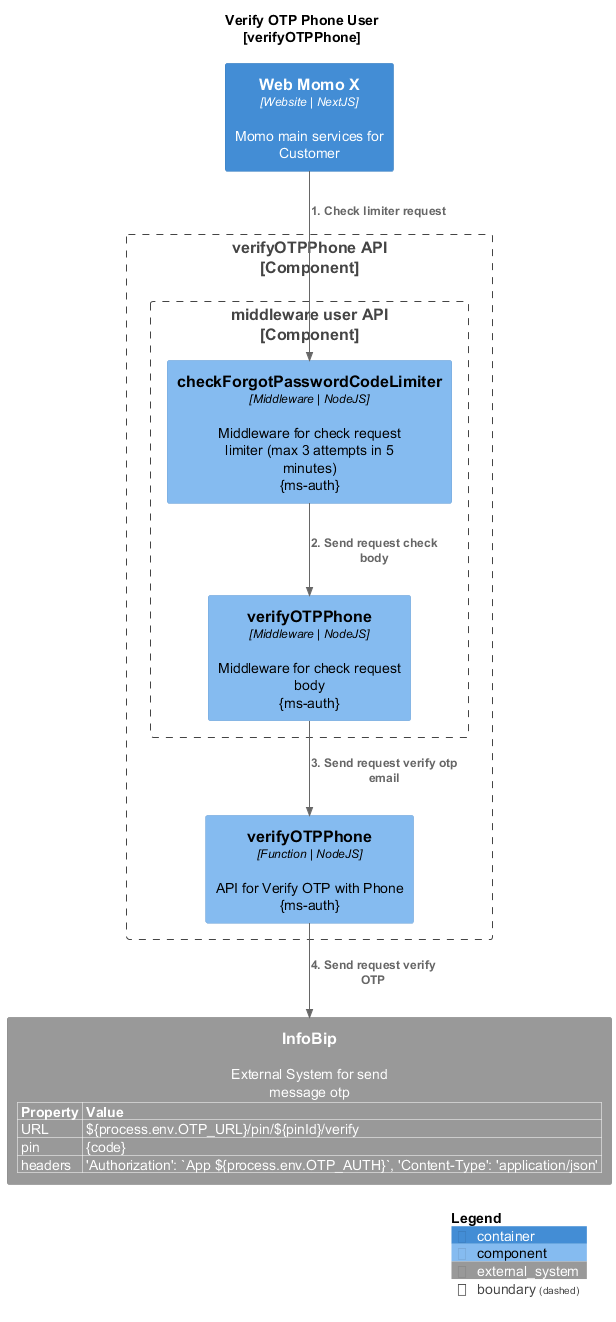 Verify OTP Phone User
[verifyOTPPhone]
Web Momo X
[Website | NextJS]
Momo main services for
Customer
1. Check limiter request
verifyOTPPhone API
[Component]
middleware user API
[Component]
checkForgotPasswordCodeLimiter
[Middleware | NodeJS]
Middleware for check request
limiter (max 3 attempts in 5
minutes)
{ms-auth}
2. Send request check
body
verifyOTPPhone
[Middleware | NodeJS]
Middleware for check request
body
{ms-auth}
3. Send request verify otp
email
verifyOTPPhone
[Function | NodeJS]
API for Verify OTP with Phone
{ms-auth}
4. Send request verify
OTP
InfoBip
External System for send
message otp
Property Value
URL ${process.env.OTP_URL}/pin/${pinId}/verify
pin {code}
headers 'Authorization': `App ${process.env.OTP_AUTH}`, 'Content-Type': 'application/json'
Legend
container
component
external_system
boundary (dashed)